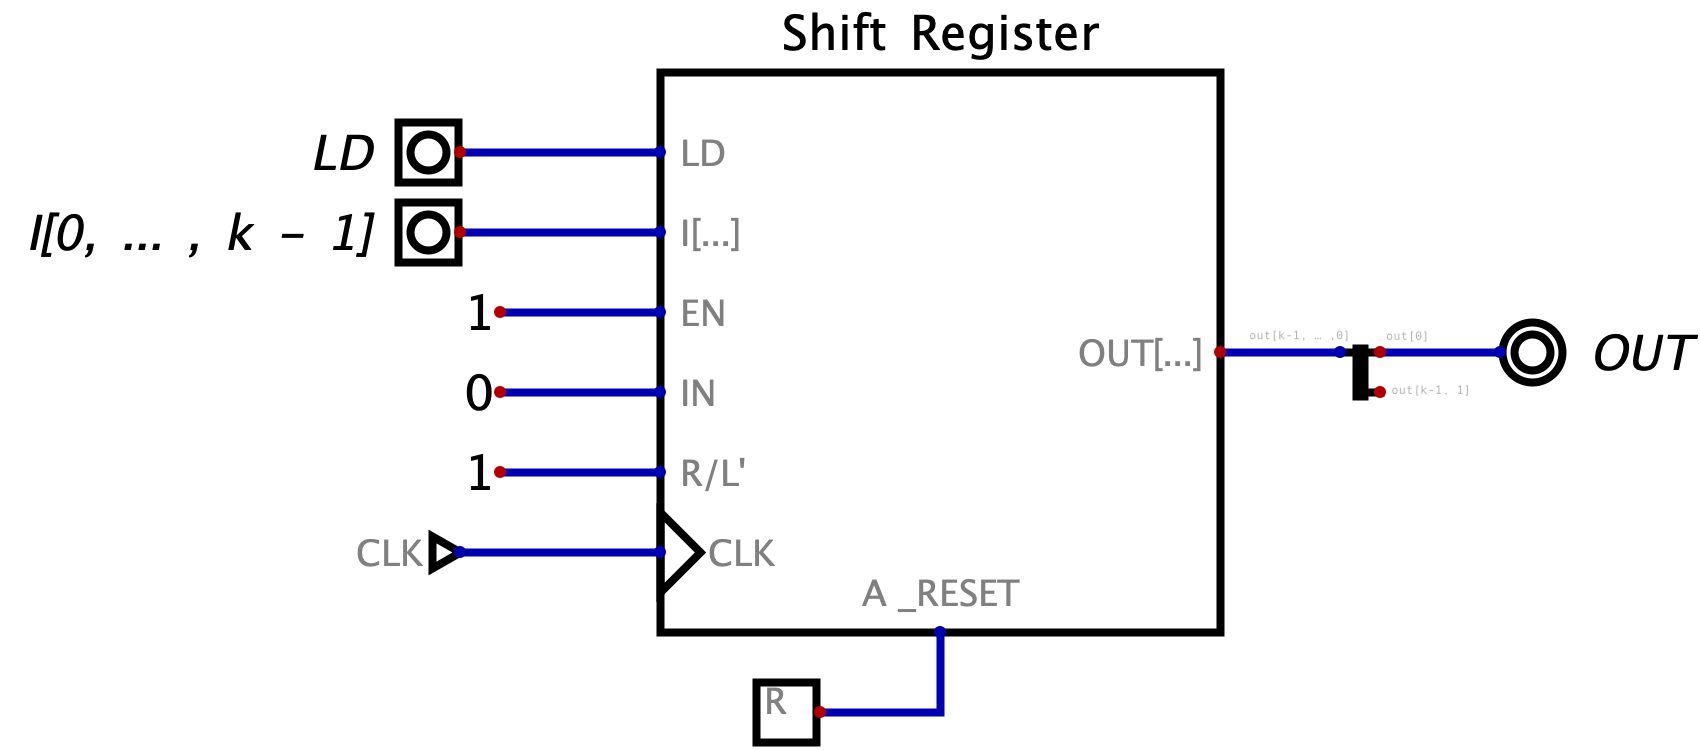 Shift Register
LD
LD
I[0, ... , k - 1]
I[...]
1
EN
0
IN
1
R/L'
CLK
CLK
A _RESET
R
OUT[...]
out[k-1, ... ,0]
out[0]
out[k-1, 1]
OUT